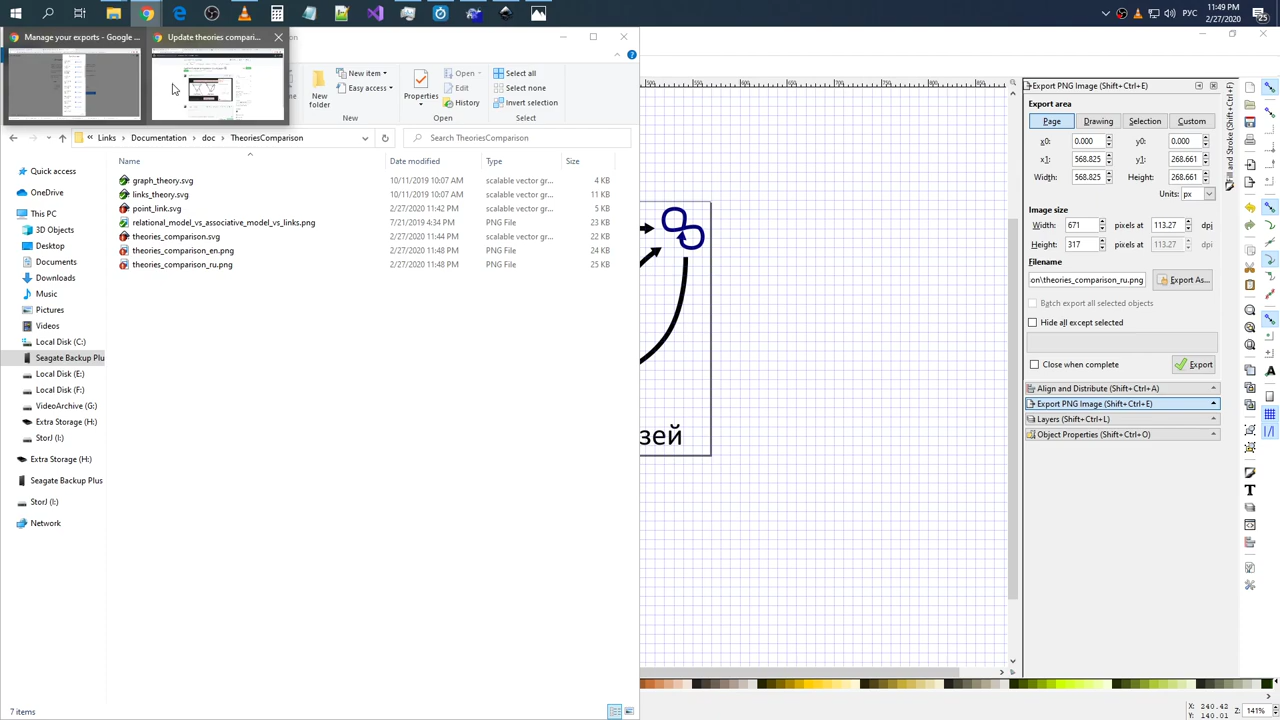 РУС
11:49 PM
2/27/2020
Manage your exports - Google ...
Update theories compari...
New item
Easy access
New folder
New
Properties
Open
Edit
History
Open
Select all
Select none
Invert selection
Select
Links
Documentation
doc
TheoriesComparison
Search TheoriesComparison
Name
Date modified
Type
Size
Quick access
OneDrive
This PC
3D Objects
Desktop
Documents
Downloads
Music
Pictures
Videos
Local Disk (C:)
Seagate Backup Plu
Local Disk (E:)
Local Disk (F:)
VideoArchive (G:)
Extra Storage (H:)
StorJ (I:)
Extra Storage (H:)
Seagate Backup Plus
StorJ (I:)
Network
graph_theory.svg 10/11/2019 10:07 AM scalable vector gr... 4 KB
links_theory.svg 10/11/2019 10:07 AM scalable vector gr... 11 KB
point_link.svg 2/27/2020 11:42 PM scalable vector gr... 5 KB
relational_model_vs_associative_model_vs_links.png 7/21/2019 4:34 PM PNG File 23 KB
theories_comparison.svg 2/27/2020 11:44 PM scalable vector gr... 22 KB
theories_comparison_en.png 2/27/2020 11:48 PM PNG File 24 KB
theories_comparison_ru.png 2/27/2020 11:48 PM PNG File 25 KB
7 items
зей
Export PNG Image (Shift+Ctrl+E)
Export area
Page
Drawing
Selection
Custom
x0: 0.000 y0: 0.000
x1: 568.825 y1: 268.661
Width: 568.825 Height: 268.661
Units: px
Image size
Width: 671 pixels at 113.27 dpi
Height: 317 pixels at 113.27 dpi
Filename
on\theories_comparison_ru.png
Export As...
Batch export all selected objects
Hide all except selected
Close when complete
Export
Align and Distribute (Shift+Ctrl+A)
Export PNG Image (Shift+Ctrl+E)
Layers (Shift+Ctrl+L)
Object Properties (Shift+Ctrl+O)
Fill and Stroke (Shift+Ctrl+F)
X: 240.42
Y: 140.01
Z: 141%